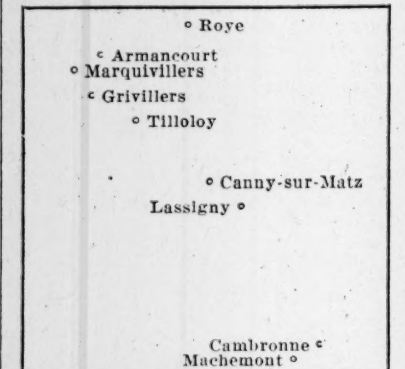 Roye
Armancourt
Marquivillers
Grivillers
Tilloloy
Canny-sur-Matz
Lassigny
Cambronne
Machemont